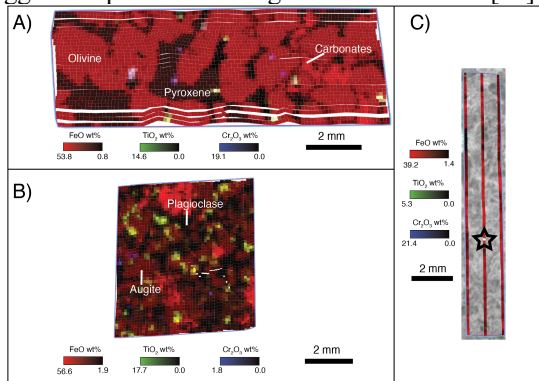 A)
Olivine
Carbonates
Pyroxene
FeO wt% TiO₂ wt% Cr₂O₃ wt%
53.8 0.8 14.6 0.0 19.1 0.0
2 mm
B)
Plagioclase
Augite
FeO wt% TiO₂ wt% Cr₂O₃ wt%
56.6 1.9 17.7 0.0 1.8 0.0
2 mm
C)
FeO wt%
39.2 1.4
TiO₂ wt%
5.3 0.0
Cr₂O₃ wt%
21.4 0.0
2 mm